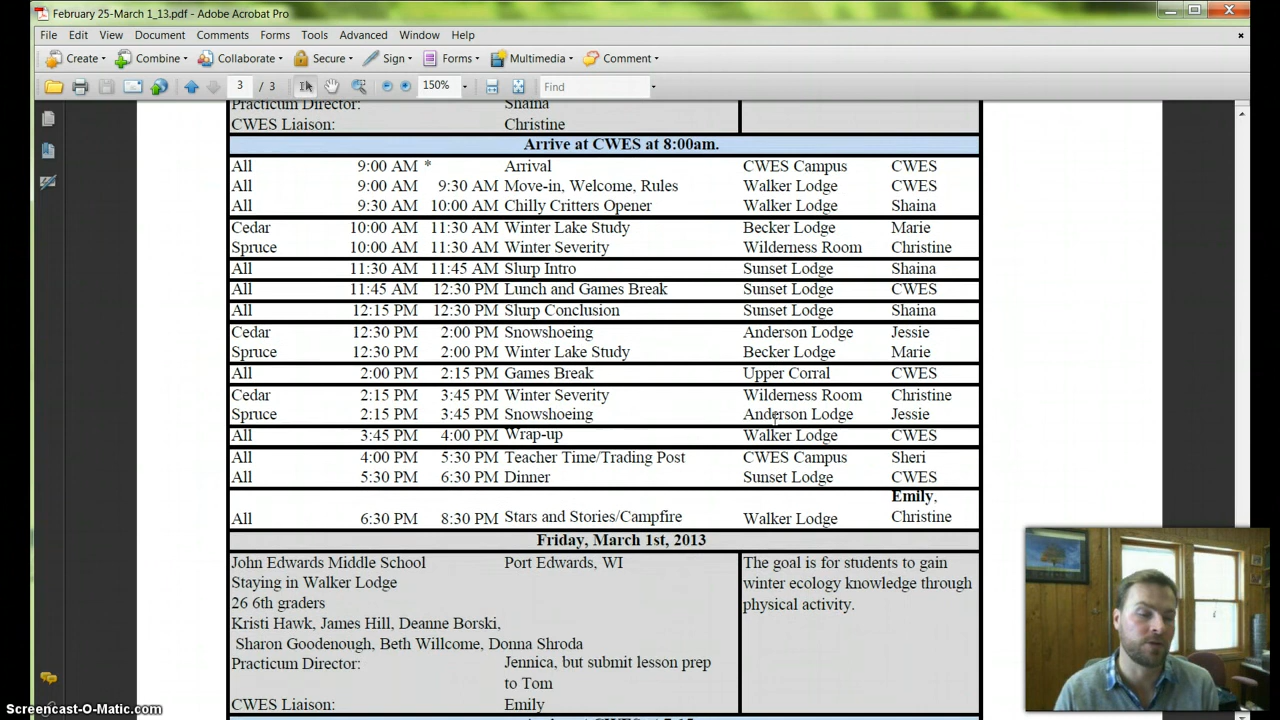 February 25-March 1_13.pdf - Adobe Acrobat Pro
File Edit View Document Comments Forms Tools Advanced Window Help
Create Combine Collaborate Secure Sign Forms Multimedia Comment
3 / 3 150% Find
Practicum Director: Shaina
CWES Liaison: Christine
Arrive at CWES at 8:00am.
All 9:00 AM * Arrival CWES Campus CWES
All 9:00 AM 9:30 AM Move-in, Welcome, Rules Walker Lodge CWES
All 9:30 AM 10:00 AM Chilly Critters Opener Walker Lodge Shaina
Cedar 10:00 AM 11:30 AM Winter Lake Study Becker Lodge Marie
Spruce 10:00 AM 11:30 AM Winter Severity Wilderness Room Christine
All 11:30 AM 11:45 AM Slurp Intro Sunset Lodge Shaina
All 11:45 AM 12:30 PM Lunch and Games Break Sunset Lodge CWES
All 12:15 PM 12:30 PM Slurp Conclusion Sunset Lodge Shaina
Cedar 12:30 PM 2:00 PM Snowshoeing Anderson Lodge Jessie
Spruce 12:30 PM 2:00 PM Winter Lake Study Becker Lodge Marie
All 2:00 PM 2:15 PM Games Break Upper Corral CWES
Cedar 2:15 PM 3:45 PM Winter Severity Wilderness Room Christine
Spruce 2:15 PM 3:45 PM Snowshoeing Anderson Lodge Jessie
All 3:45 PM 4:00 PM Wrap-up Walker Lodge CWES
All 4:00 PM 5:30 PM Teacher Time/Trading Post CWES Campus Sheri
All 5:30 PM 6:30 PM Dinner Sunset Lodge CWES
Emily,
All 6:30 PM 8:30 PM Stars and Stories/Campfire Walker Lodge Christine
Friday, March 1st, 2013
John Edwards Middle School Port Edwards, WI The goal is for students to gain
Staying in Walker Lodge winter ecology knowledge through
26 6th graders physical activity.
Kristi Hawk, James Hill, Deanne Borski,
Sharon Goodenough, Beth Willcome, Donna Shroda
Practicum Director: Jennica, but submit lesson prep
to Tom
CWES Liaison: Emily
Screencast-O-Matic.com